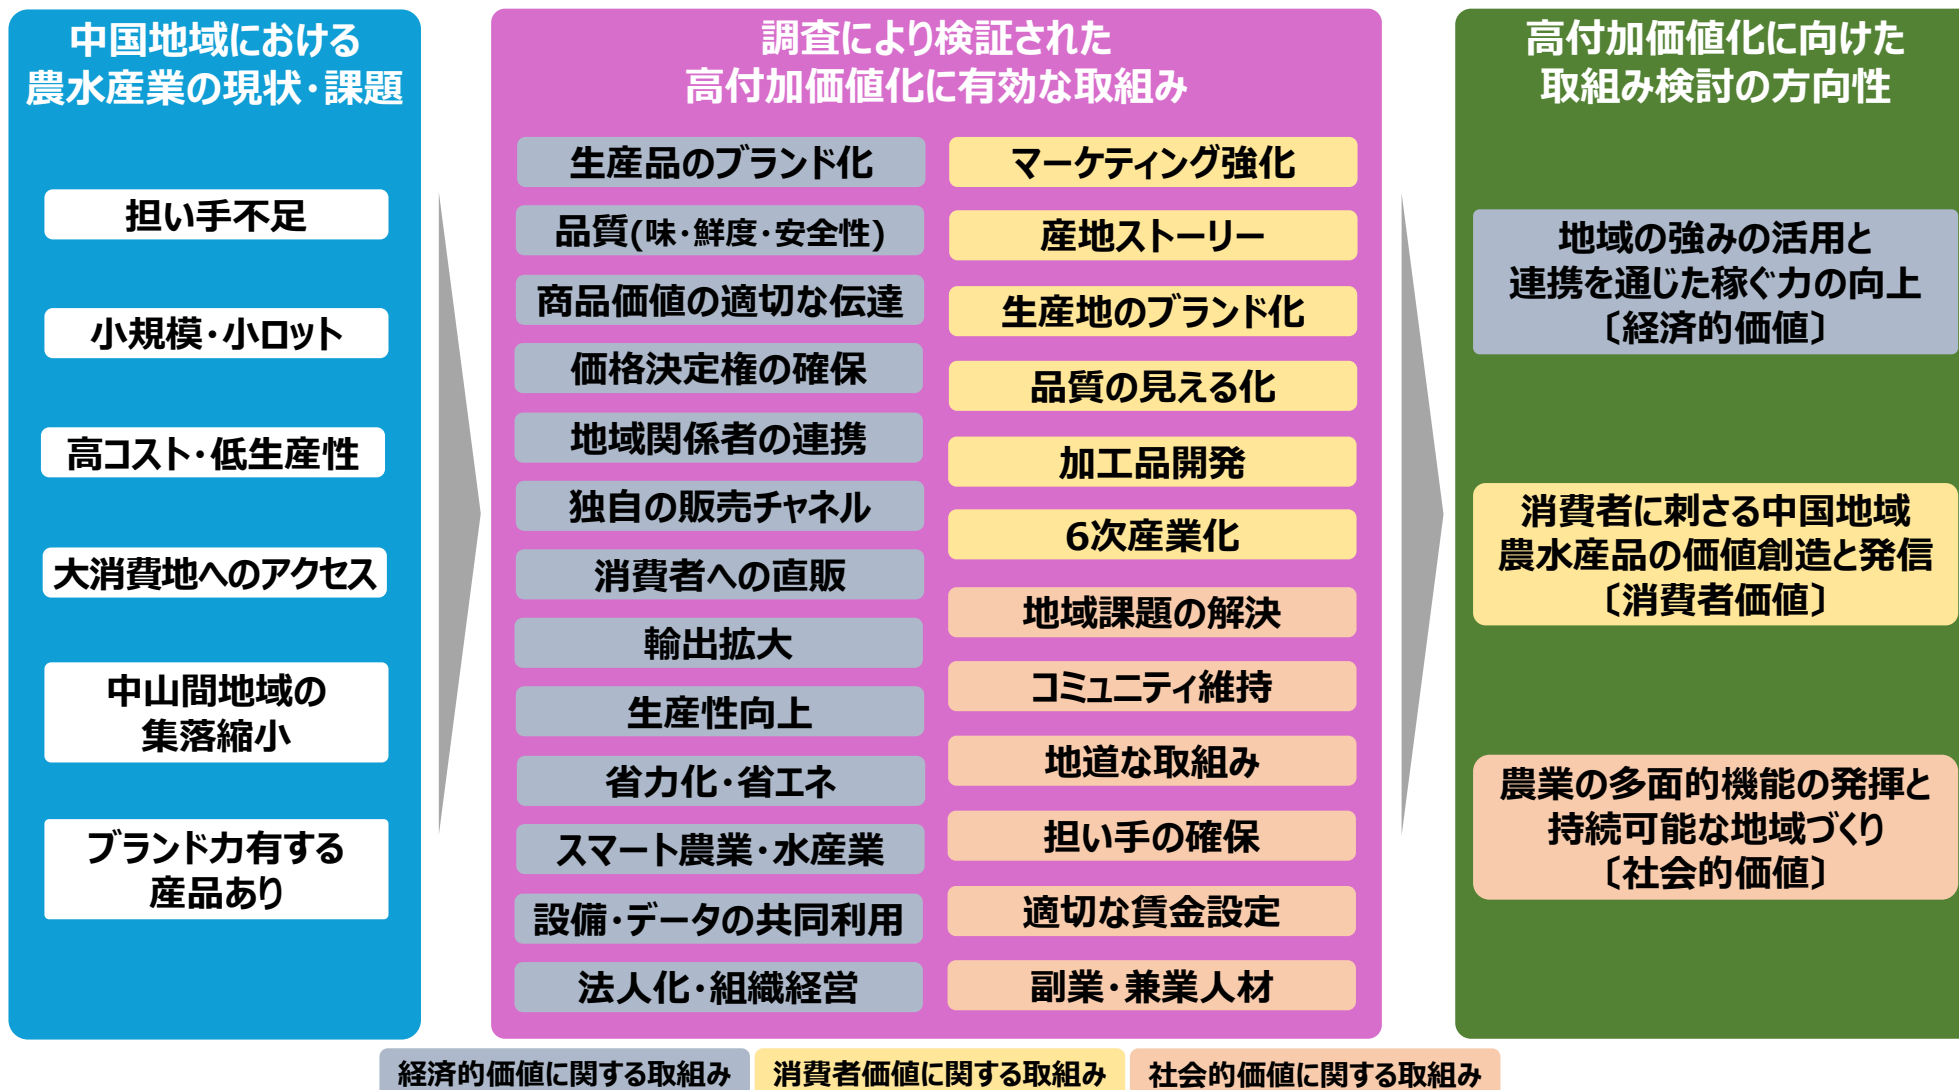 中国地域における
農水産業の現状・課題
担い手不足
小規模・小ロット
高コスト・低生産性
大消費地へのアクセス
中山間地域の
集落縮小
ブランド力有する
産品あり
調査により検証された
高付加価値化に有効な取組み
生産品のブランド化
品質(味・鮮度・安全性)
商品価値の適切な伝達
価格決定権の確保
地域関係者の連携
独自の販売チャネル
消費者への直販
輸出拡大
生産性向上
省力化・省エネ
スマート農業・水産業
設備・データの共同利用
法人化・組織経営
マーケティング強化
産地ストーリー
生産地のブランド化
品質の見える化
加工品開発
6次産業化
地域課題の解決
コミュニティ維持
地道な取組み
担い手の確保
適切な賃金設定
副業・兼業人材
高付加価値化に向けた
取組み検討の方向性
地域の強みの活用と
連携を通じた稼ぐ力の向上
〔経済的価値〕
消費者に刺さる中国地域
農水産品の価値創造と発信
〔消費者価値〕
農業の多面的機能の発揮と
持続可能な地域づくり
〔社会的価値〕
経済的価値に関する取組み
消費者価値に関する取組み
社会的価値に関する取組み